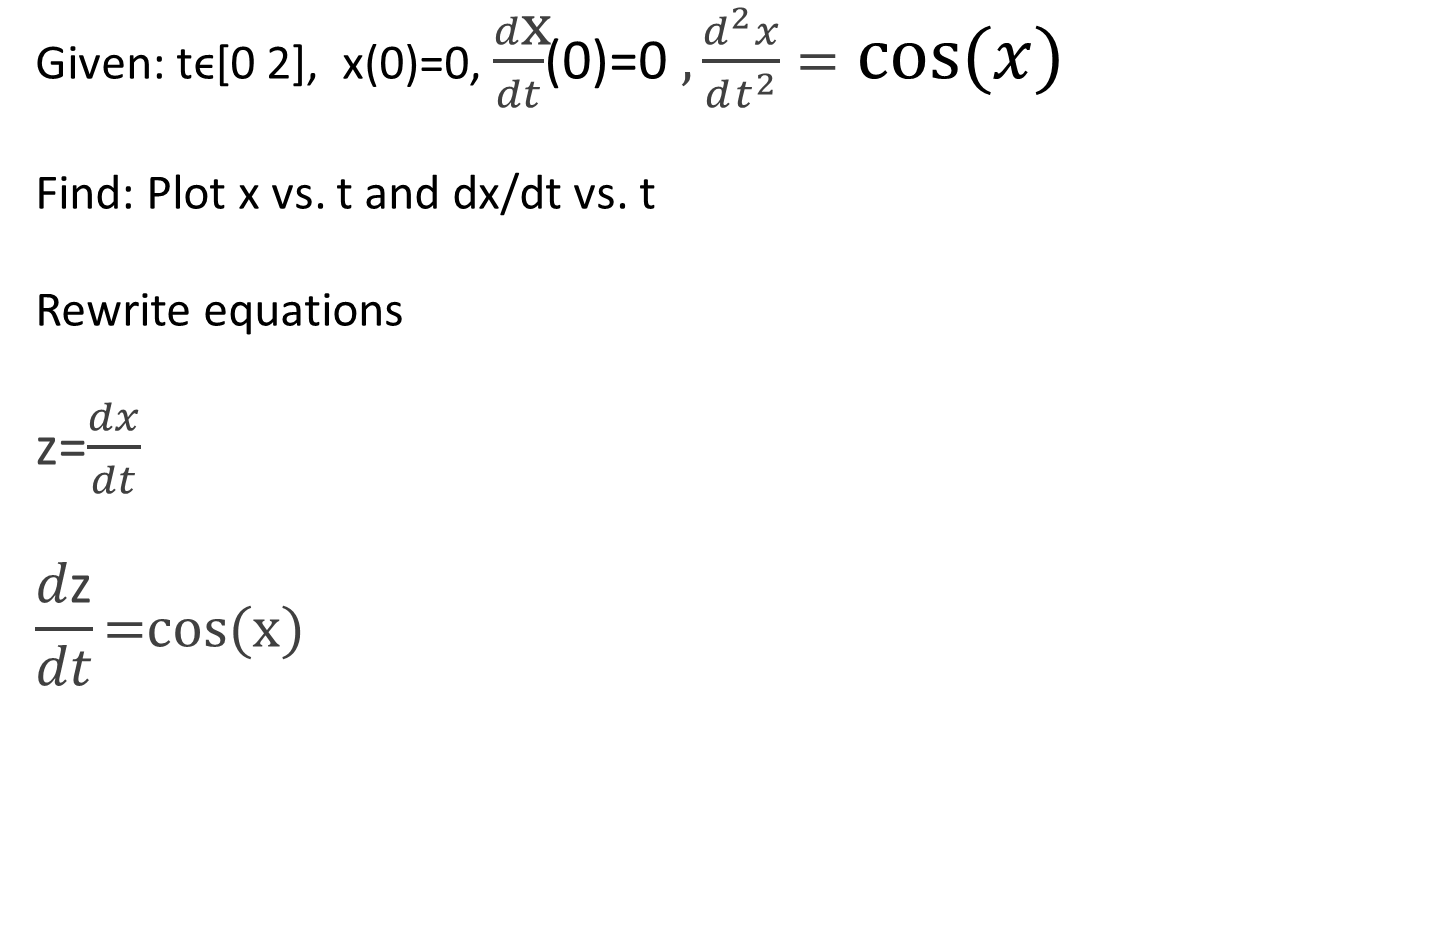 Given: tϵ[0 2], x(0)=0, dx/dt(0)=0 , d²x/dt² = cos(x)
Find: Plot x vs. t and dx/dt vs. t
Rewrite equations
z=dx/dt
dz/dt=cos(x)